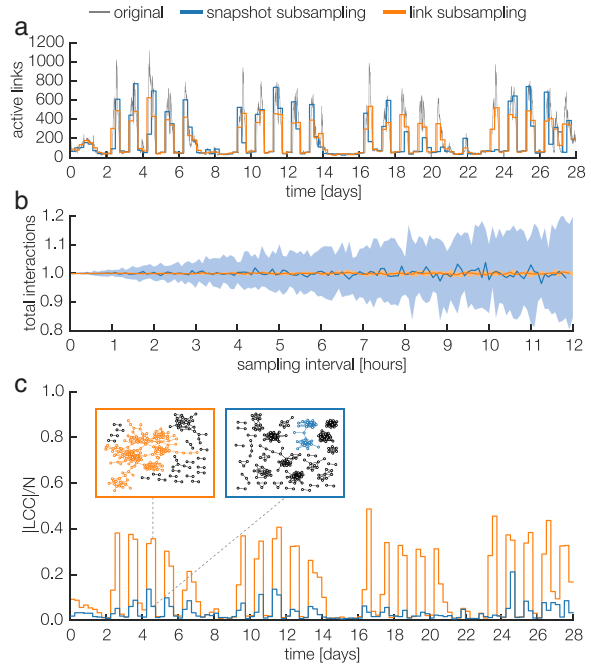 original snapshot subsampling link subsampling
a
active links
1200
1000
800
600
400
200
0
0 2 4 6 8 10 12 14 16 18 20 22 24 26 28
time [days]
b
total interactions
1.2
1.1
1.0
0.9
0.8
0 1 2 3 4 5 6 7 8 9 10 11 12
sampling interval [hours]
c
|LCC|/N
1.0
0.8
0.6
0.4
0.2
0.0
0 2 4 6 8 10 12 14 16 18 20 22 24 26 28
time [days]